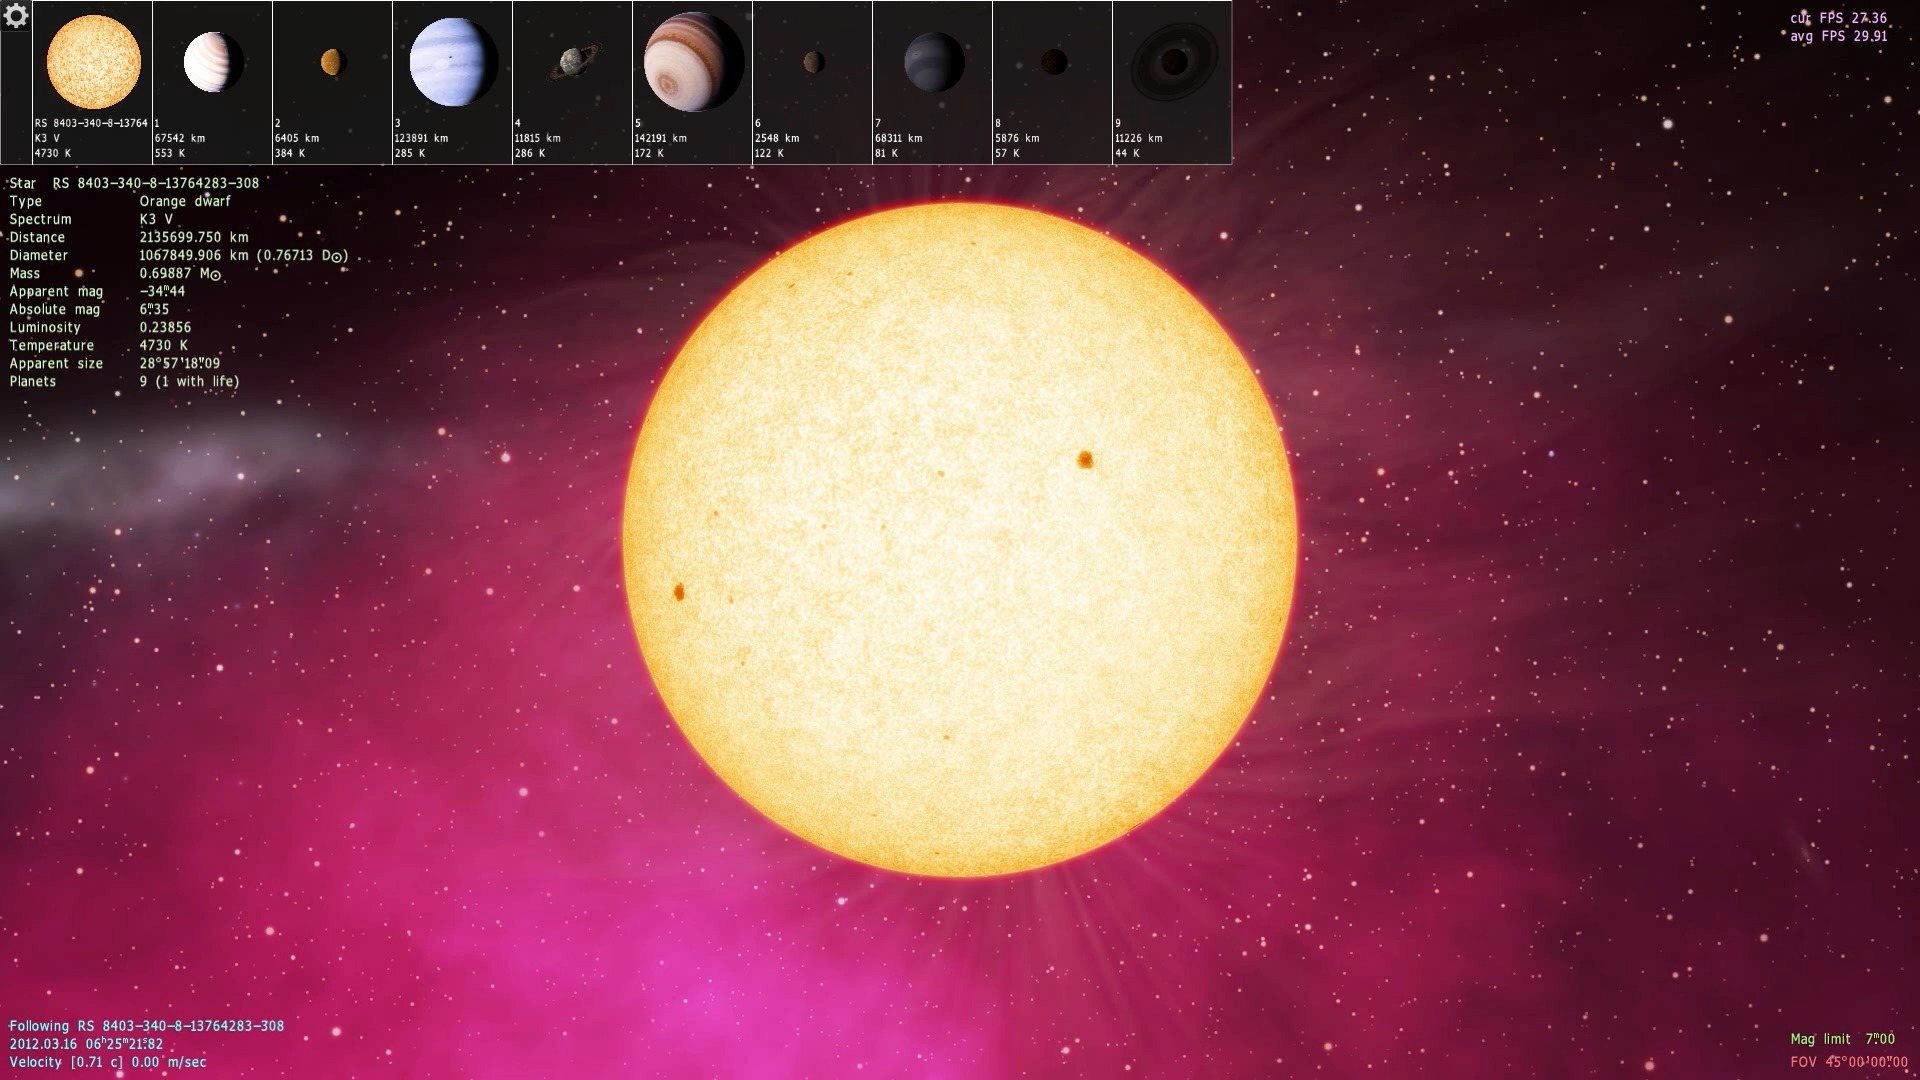 cur FPS 27.36
avg FPS 29.91
RS 8403-340-8-13764
K3 V
4730 K
1
67542 km
553 K
2
6405 km
384 K
3
123891 km
285 K
4
11815 km
286 K
5
142191 km
172 K
6
2548 km
122 K
7
68311 km
81 K
8
5876 km
57 K
9
11226 km
44 K
Star RS 8403-340-8-13764283-308
Type Orange dwarf
Spectrum K3 V
Distance 2135699.750 km
Diameter 1067849.906 km (0.76713 D☉)
Mass 0.69887 M☉
Apparent mag -34ᵐ.44
Absolute mag 6ᵐ.35
Luminosity 0.23856
Temperature 4730 K
Apparent size 28°57'18".09
Planets 9 (1 with life)
Following RS 8403-340-8-13764283-308
2012.03.16 06ʰ25ᵐ21ˢ.82
Velocity [0.71 c] 0.00 m/sec
Mag limit 7ᵐ.00
FOV 45°00'00".00